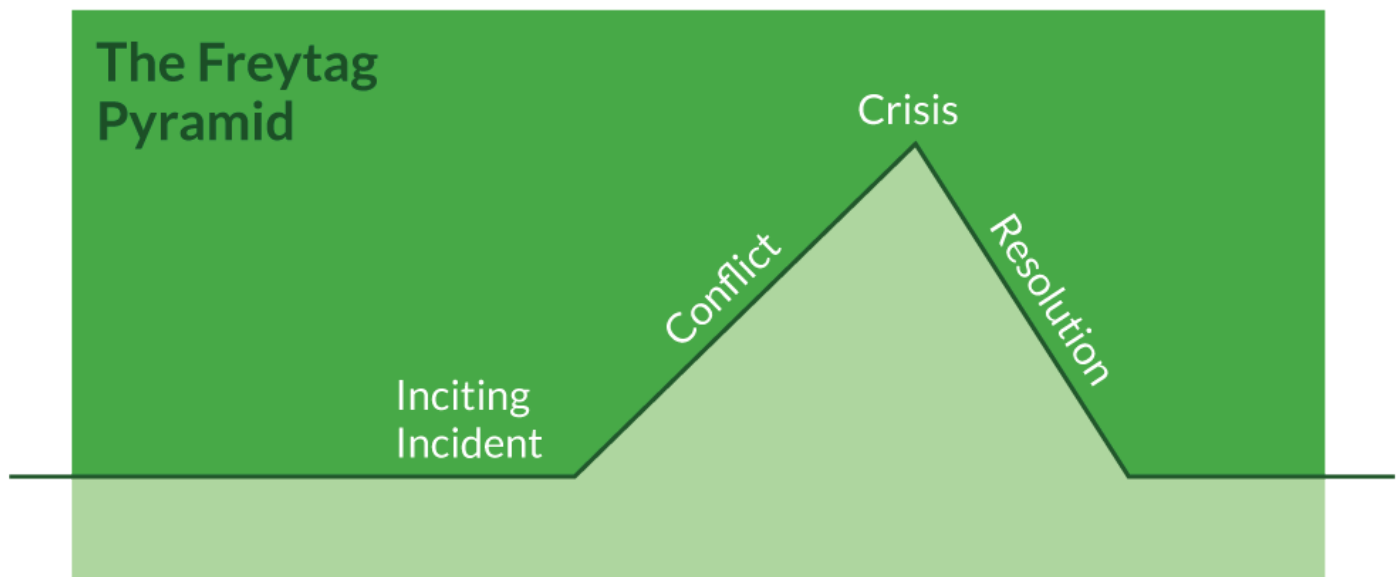 The Freytag
Pyramid
Crisis
Conflict
Resolution
Inciting
Incident